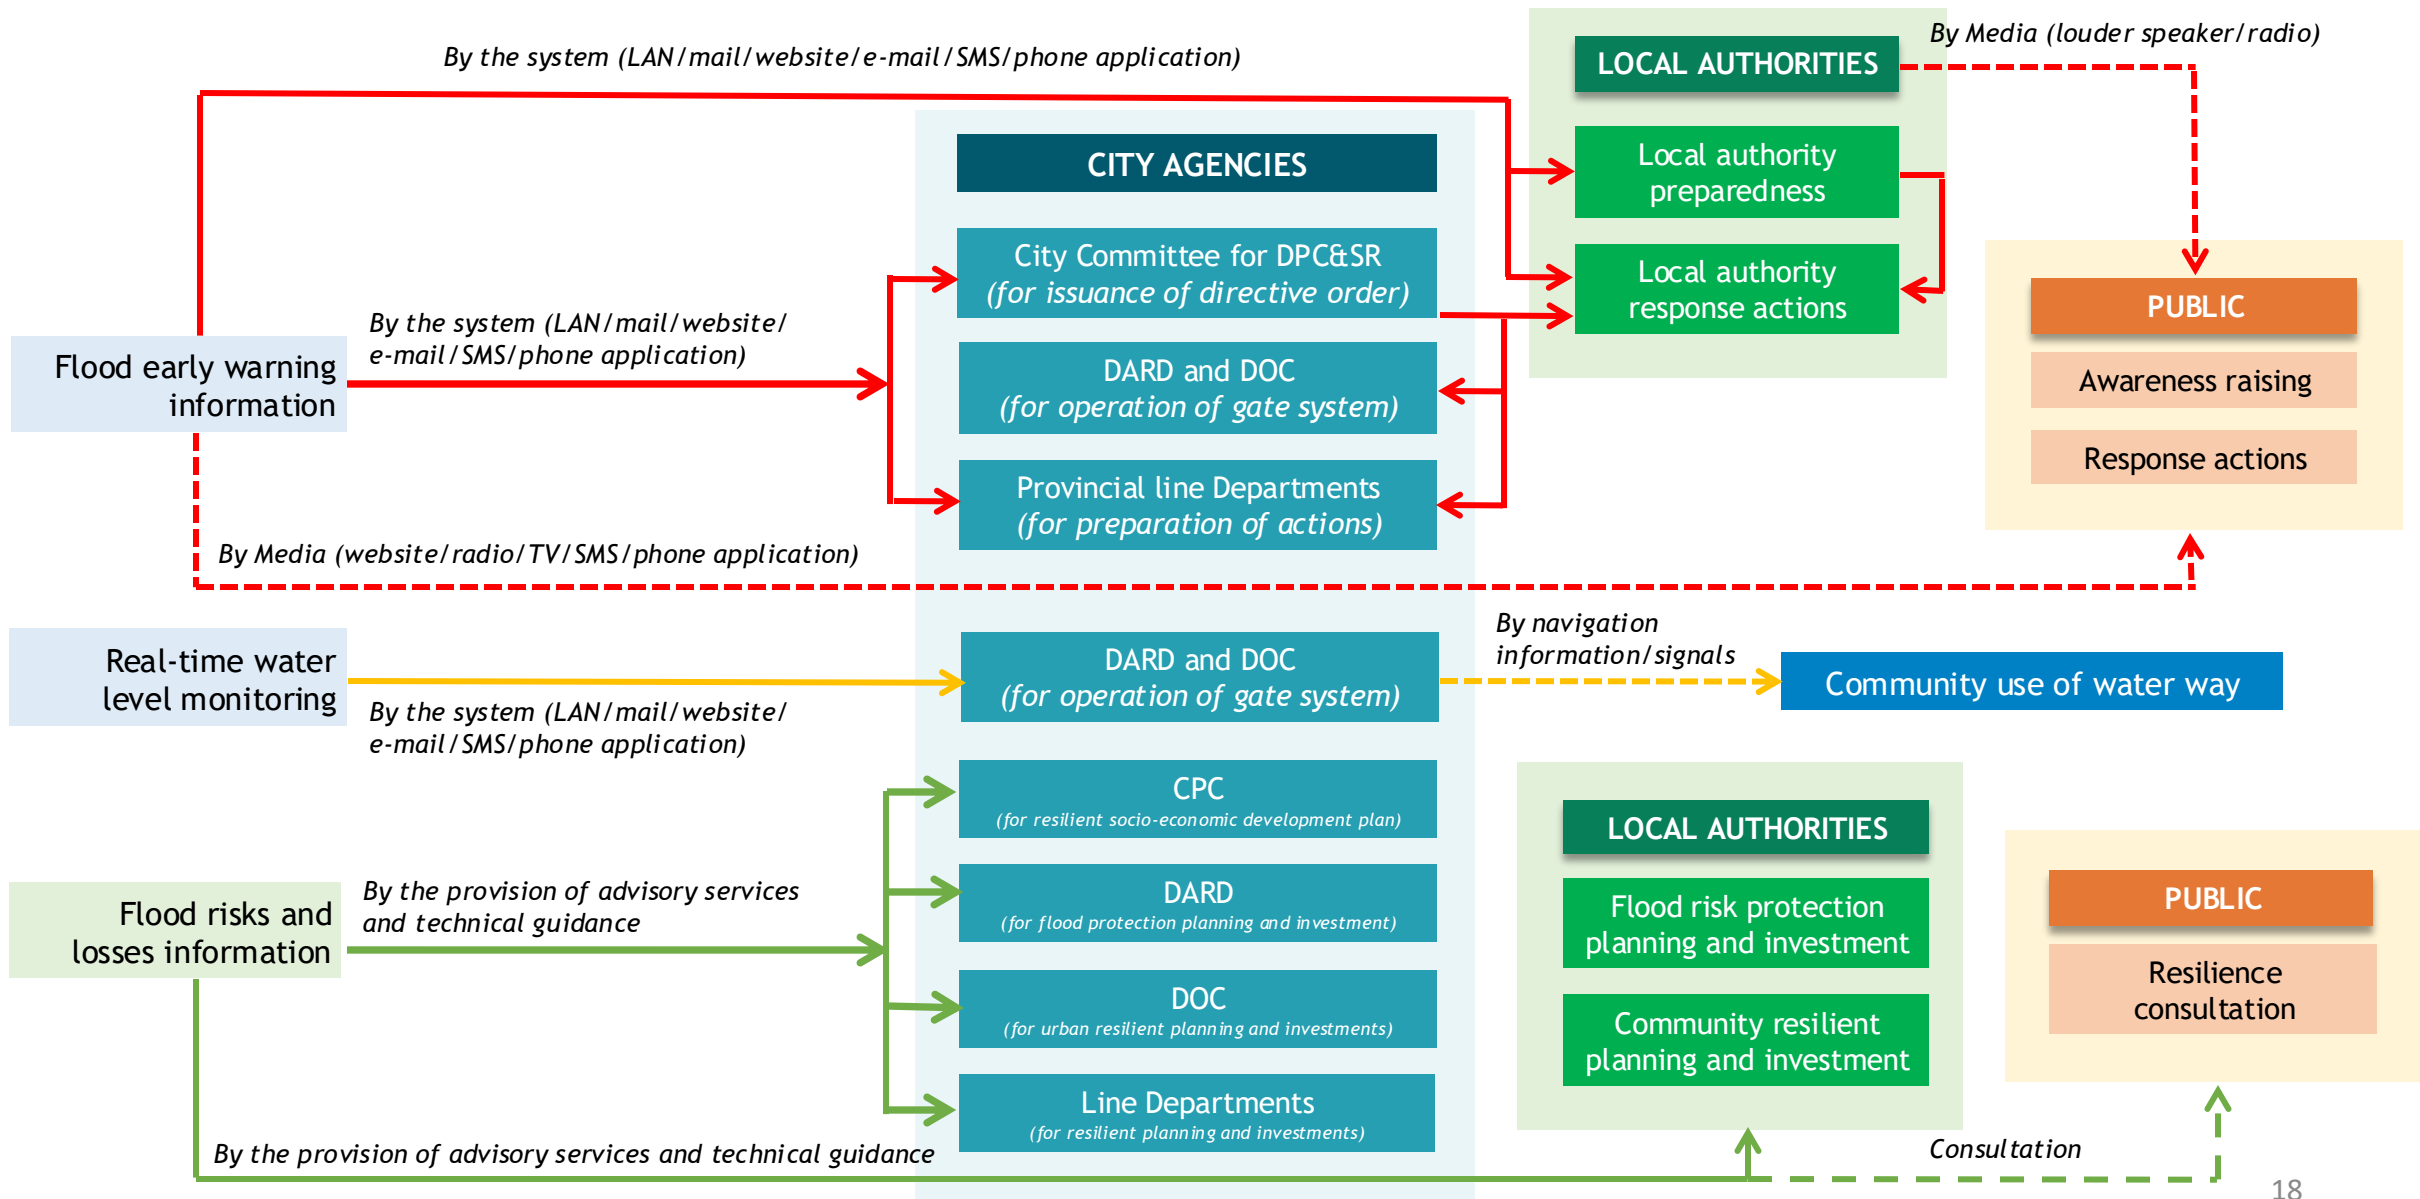 By the system (LAN/mail/website/e-mail/SMS/phone application)
LOCAL AUTHORITIES
By Media (louder speaker/radio)
CITY AGENCIES
Local authority
preparedness
City Committee for DPC&SR
(for issuance of directive order)
Local authority
response actions
By the system (LAN/mail/website/
e-mail/SMS/phone application)
Flood early warning
information
DARD and DOC
(for operation of gate system)
PUBLIC
Awareness raising
Response actions
Provincial line Departments
(for preparation of actions)
By Media (website/radio/TV/SMS/phone application)
Real-time water
level monitoring
By the system (LAN/mail/website/
e-mail/SMS/phone application)
DARD and DOC
(for operation of gate system)
By navigation
information/signals
Community use of water way
CPC
(for resilient socio-economic development plan)
LOCAL AUTHORITIES
Flood risks and
losses information
By the provision of advisory services
and technical guidance
DARD
(for flood protection planning and investment)
Flood risk protection
planning and investment
PUBLIC
Resilience
consultation
DOC
(for urban resilient planning and investments)
Community resilient
planning and investment
Line Departments
(for resilient planning and investments)
By the provision of advisory services and technical guidance
Consultation
18